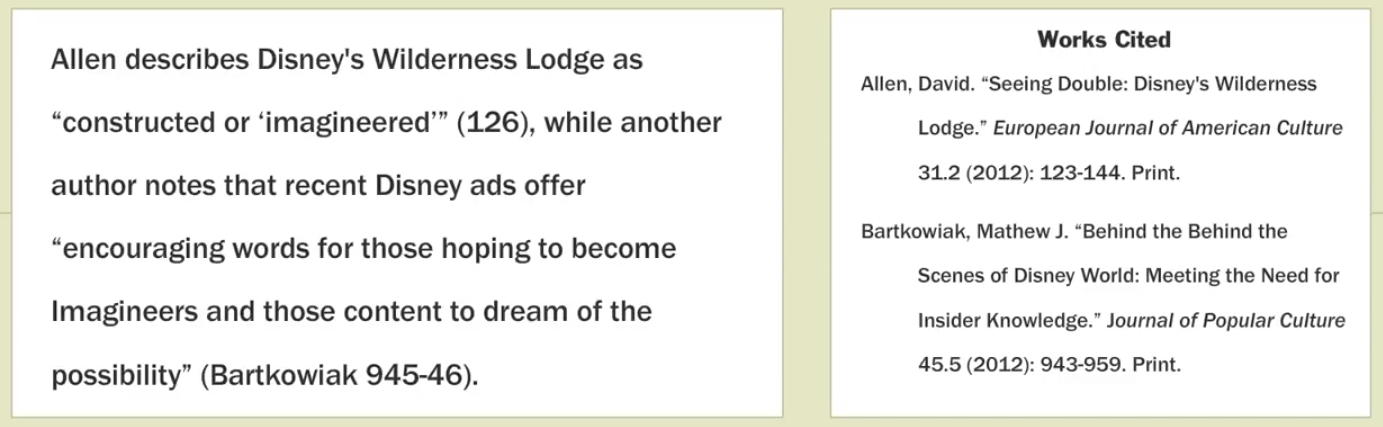 Allen describes Disney's Wilderness Lodge as
“constructed or ‘imagineered’” (126), while another
author notes that recent Disney ads offer
“encouraging words for those hoping to become
Imagineers and those content to dream of the
possibility” (Bartkowiak 945-46).
Works Cited
Allen, David. “Seeing Double: Disney's Wilderness
Lodge.” European Journal of American Culture
31.2 (2012): 123-144. Print.
Bartkowiak, Mathew J. “Behind the Behind the
Scenes of Disney World: Meeting the Need for
Insider Knowledge.” Journal of Popular Culture
45.5 (2012): 943-959. Print.